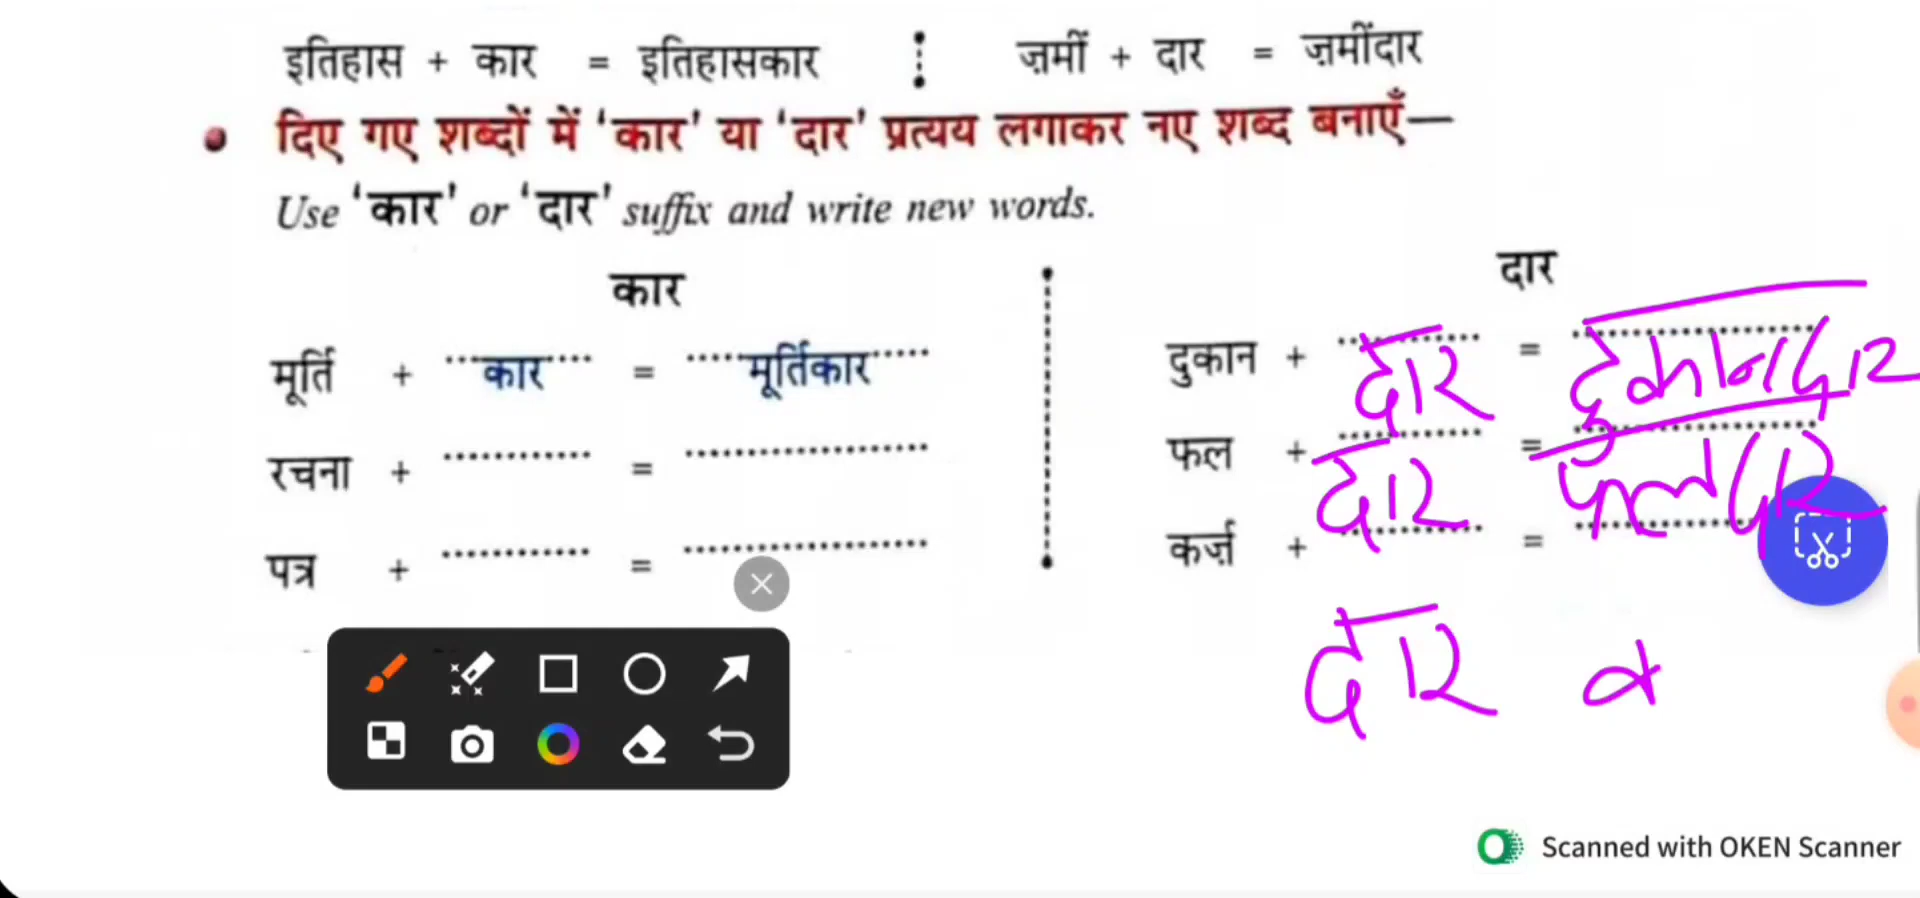 इतिहास + कार = इतिहासकार
ज़मीं + दार = ज़मींदार
दिए गए शब्दों में 'कार' या 'दार' प्रत्यय लगाकर नए शब्द बनाएँ—
Use 'कार' or 'दार' suffix and write new words.
कार
मूर्ति + कार = मूर्तिकार
रचना + =
पत्र + =
दार
दुकान + दार = दुकानदार
फल + दार = फलदार
कर्ज़ + =
दार
Scanned with OKEN Scanner